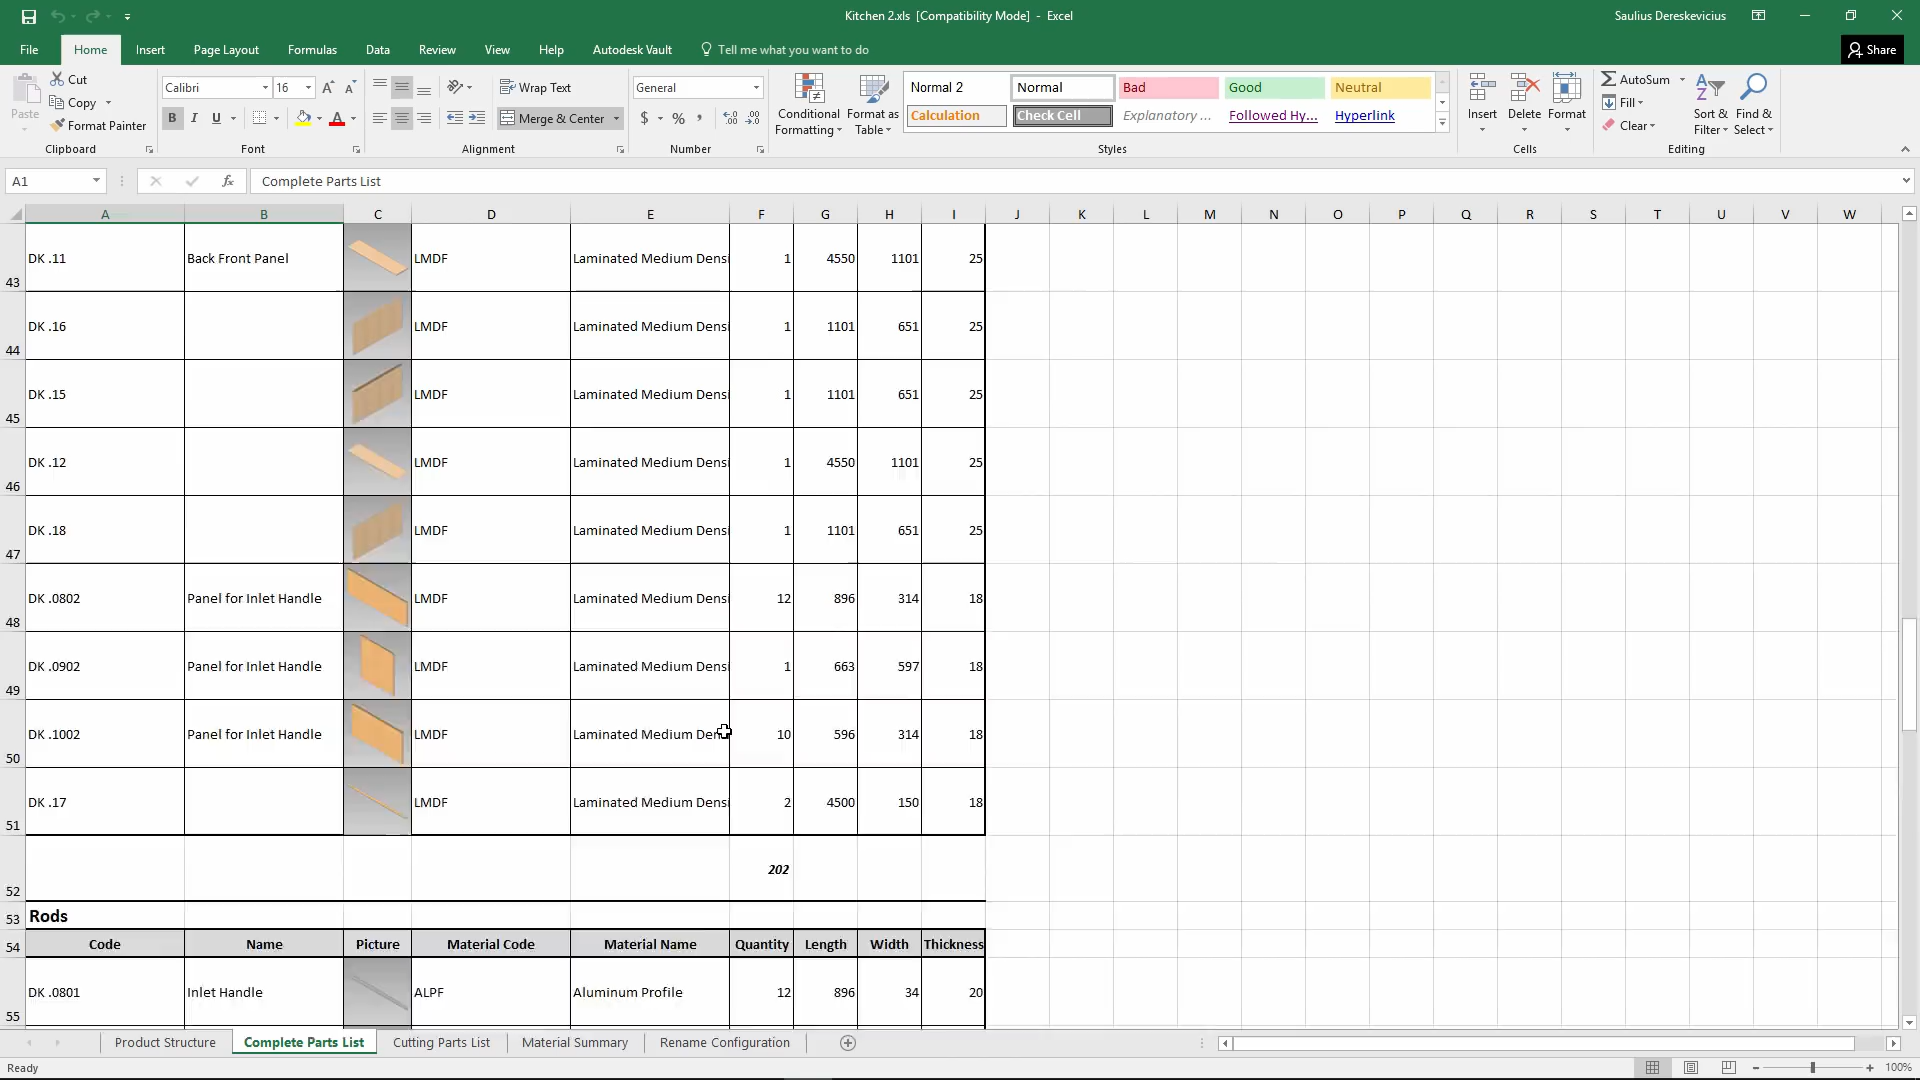 Kitchen 2.xls [Compatibility Mode] - Excel
Saulius Dereskevicius
File Home Insert Page Layout Formulas Data Review View Help Autodesk Vault Tell me what you want to do
Share
Paste
Cut
Copy
Format Painter
Clipboard
Calibri 16 A A
B I U A
Font
Wrap Text
Merge & Center
Alignment
General
$ % , .00 .00
Number
Conditional Formatting
Format as Table
Normal 2 Normal Bad Good Neutral
Calculation Check Cell Explanatory ... Followed Hy... Hyperlink
Styles
Insert Delete Format
Cells
AutoSum
Fill
Clear
Sort & Filter
Find & Select
Editing
A1 fx Complete Parts List
A B C D E F G H I J K L M N O P Q R S T U V W
43 DK .11 Back Front Panel LMDF Laminated Medium Densi 1 4550 1101 25
44 DK .16 LMDF Laminated Medium Densi 1 1101 651 25
45 DK .15 LMDF Laminated Medium Densi 1 1101 651 25
46 DK .12 LMDF Laminated Medium Densi 1 4550 1101 25
47 DK .18 LMDF Laminated Medium Densi 1 1101 651 25
48 DK .0802 Panel for Inlet Handle LMDF Laminated Medium Densi 12 896 314 18
49 DK .0902 Panel for Inlet Handle LMDF Laminated Medium Densi 1 663 597 18
50 DK .1002 Panel for Inlet Handle LMDF Laminated Medium Densi 10 596 314 18
51 DK .17 LMDF Laminated Medium Densi 2 4500 150 18
52 202
53 Rods
54 Code Name Picture Material Code Material Name Quantity Length Width Thickness
55 DK .0801 Inlet Handle ALPF Aluminum Profile 12 896 34 20
Product Structure Complete Parts List Cutting Parts List Material Summary Rename Configuration
Ready
100%